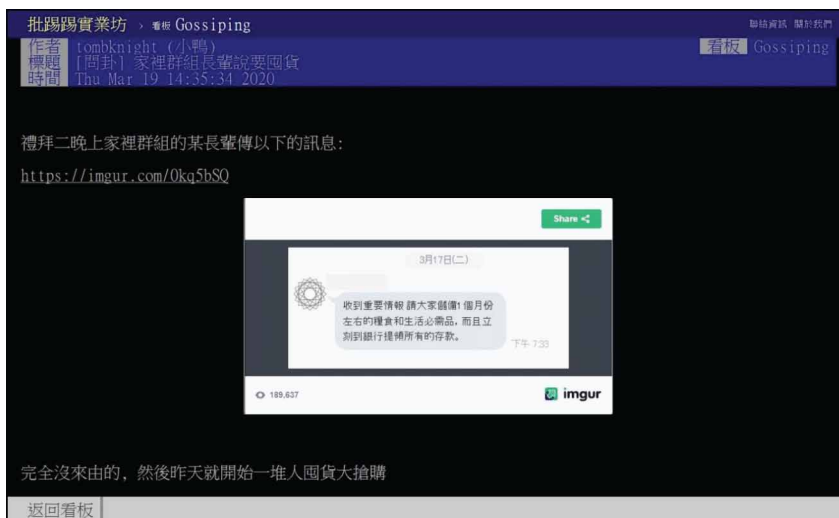 批踢踢實業坊 › 看板 Gossiping 聯絡資訊 關於我們
作者 tombknight (小鴨) 看板 Gossiping
標題 [問卦] 家裡群組長輩說要囤貨
時間 Thu Mar 19 14:35:34 2020
禮拜二晚上家裡群組的某長輩傳以下的訊息:
https://imgur.com/0kq5bSQ
Share
3月17日(二)
收到重要情報 請大家儲備1 個月份
左右的糧食和生活必需品, 而且立
刻到銀行提領所有的存款。
下午 7:33
189,637 imgur
完全沒來由的, 然後昨天就開始一堆人囤貨大搶購
返回看板